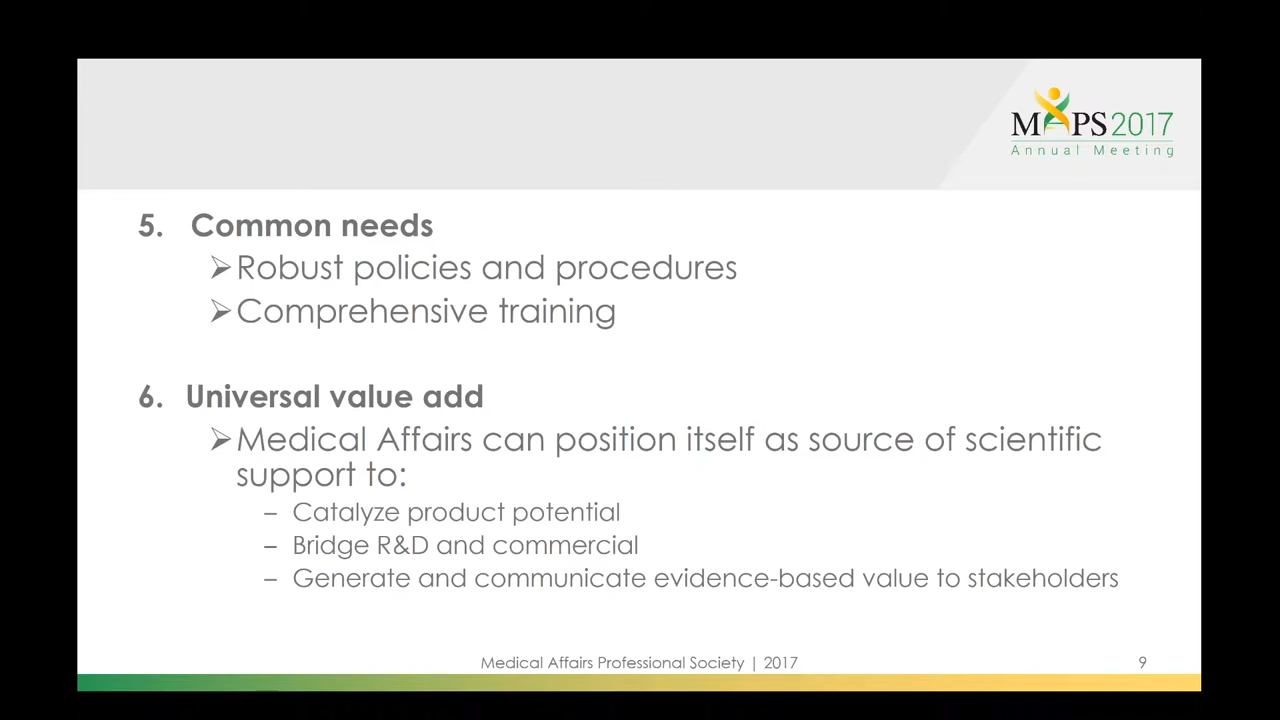 MAPS 2017
Annual Meeting
5. Common needs
➢Robust policies and procedures
➢Comprehensive training
6. Universal value add
➢Medical Affairs can position itself as source of scientific
support to:
– Catalyze product potential
– Bridge R&D and commercial
– Generate and communicate evidence-based value to stakeholders
Medical Affairs Professional Society | 2017
9